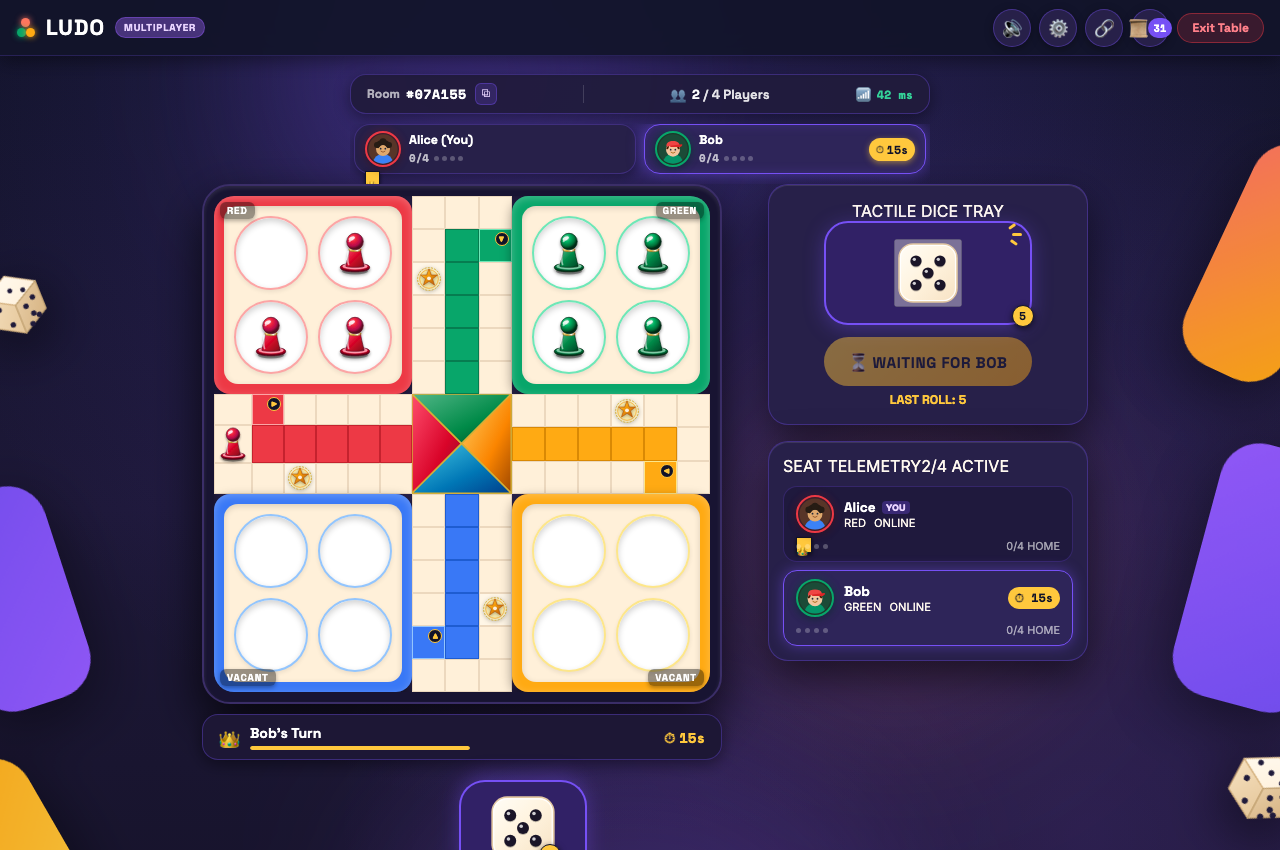 LUDO MULTIPLAYER
31
Exit Table
Room #07A155
2 / 4 Players
42 ms
Alice (You)
0/4
Bob
0/4
15s
RED
GREEN
VACANT
VACANT
TACTILE DICE TRAY
5
WAITING FOR BOB
LAST ROLL: 5
SEAT TELEMETRY2/4 ACTIVE
Alice YOU
RED ONLINE
0/4 HOME
Bob
GREEN ONLINE
15s
0/4 HOME
Bob's Turn
15s